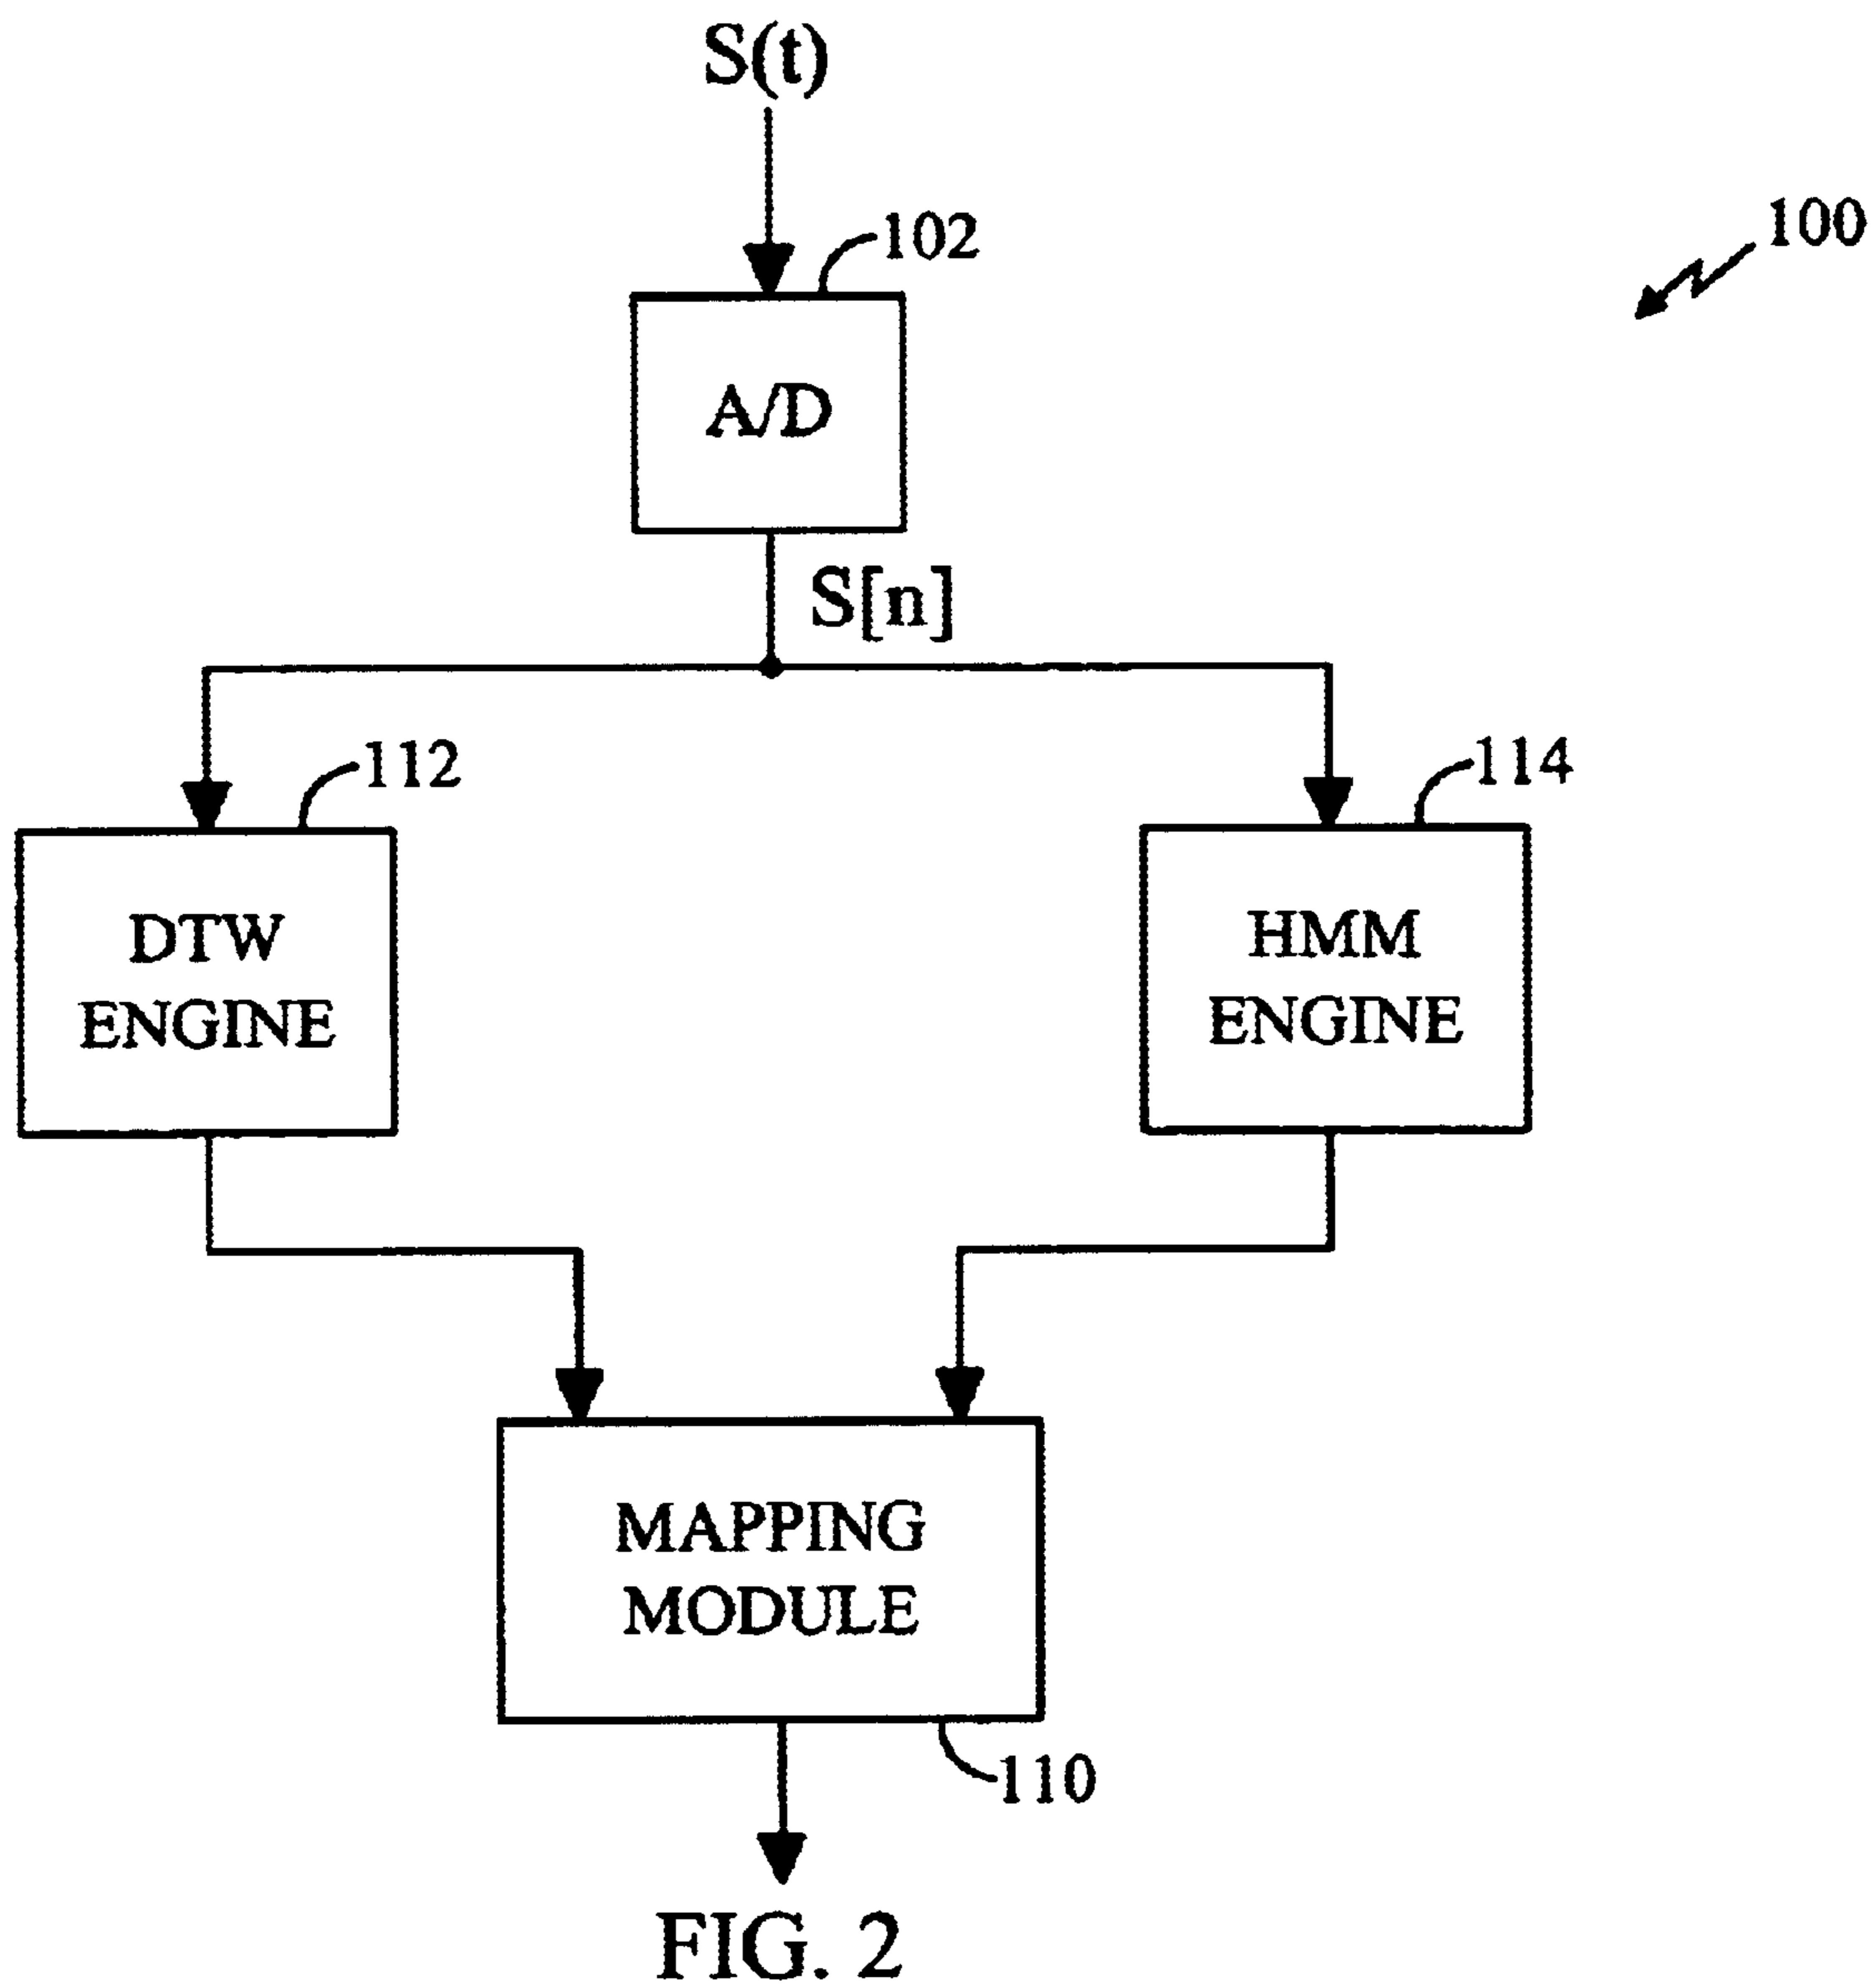 S(t)
102
100
A/D
S[n]
112
114
DTW
ENGINE
HMM
ENGINE
MAPPING
MODULE
110
FIG. 2